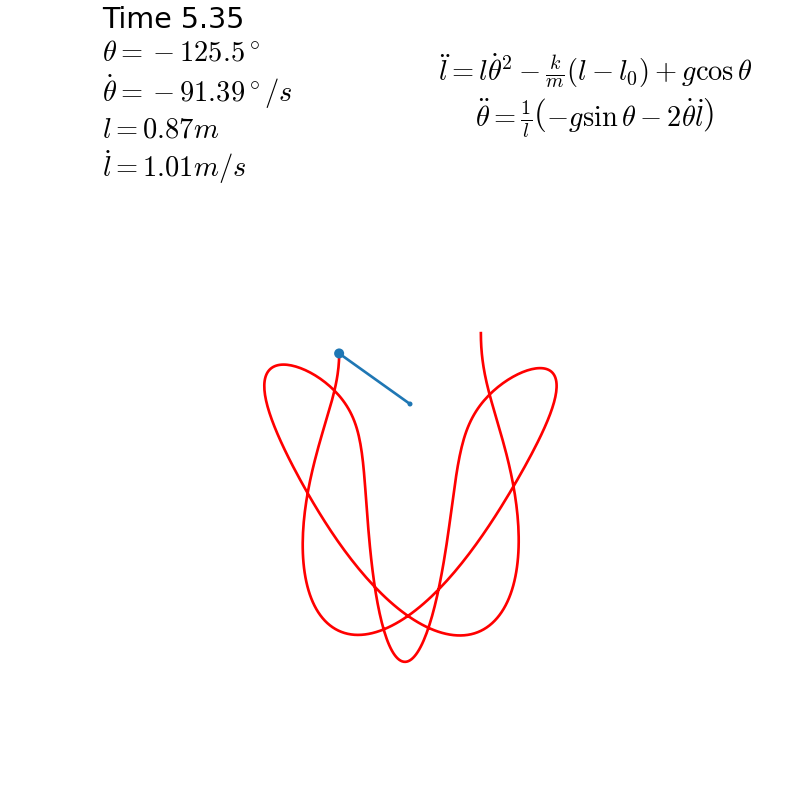 Time 5.35
θ = −125.5°
θ̇ = −91.39°/s
l = 0.87m
l̇ = 1.01m/s
l̈ = lθ̇² − k/m(l − l₀) + g cos θ
θ̈ = 1/l(−g sin θ − 2θ̇l̇)